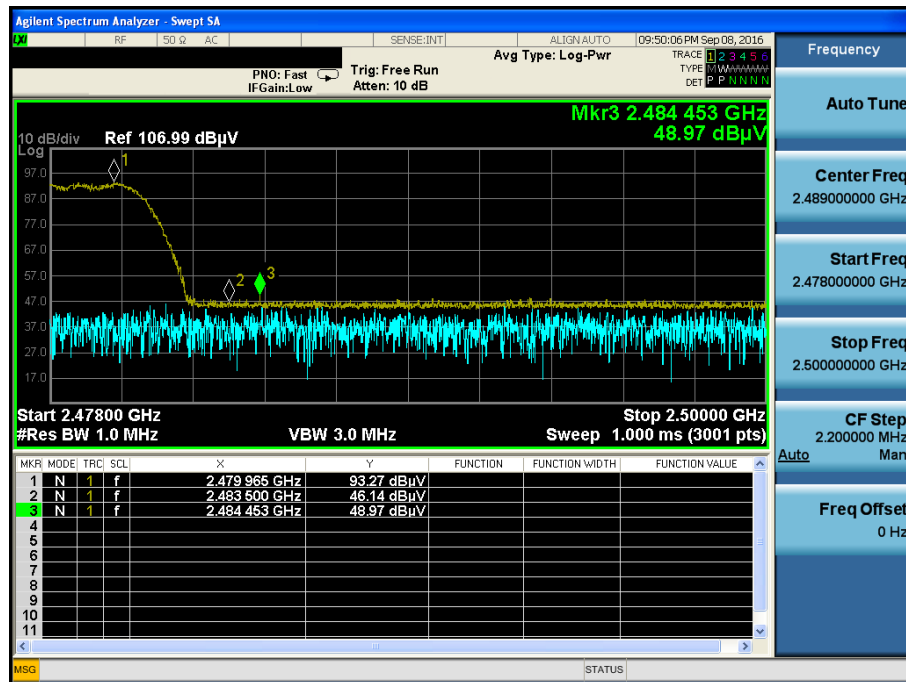 Agilent Spectrum Analyzer - Swept SA
LXI RF 50 Ω AC SENSE:INT ALIGN AUTO 09:50:06 PM Sep 08, 2016
Frequency
PNO: Fast
IFGain:Low
Trig: Free Run
Atten: 10 dB
Avg Type: Log-Pwr
TRACE 1 2 3 4 5 6
TYPE M W W W W W
DET P P N N N N
Auto Tune
Mkr3 2.484 453 GHz
48.97 dBµV
10 dB/div Ref 106.99 dBµV
Log
97.0
87.0
77.0
67.0
57.0
47.0
37.0
27.0
17.0
1
2
3
Center Freq
2.489000000 GHz
Start Freq
2.478000000 GHz
Stop Freq
2.500000000 GHz
Start 2.47800 GHz Stop 2.50000 GHz
#Res BW 1.0 MHz VBW 3.0 MHz Sweep 1.000 ms (3001 pts)
CF Step
2.200000 MHz
Auto Man
Freq Offset
0 Hz
MKR MODE TRC SCL X Y FUNCTION FUNCTION WIDTH FUNCTION VALUE
1 N 1 f 2.479 965 GHz 93.27 dBµV
2 N 1 f 2.483 500 GHz 46.14 dBµV
3 N 1 f 2.484 453 GHz 48.97 dBµV
4
5
6
7
8
9
10
11
MSG STATUS